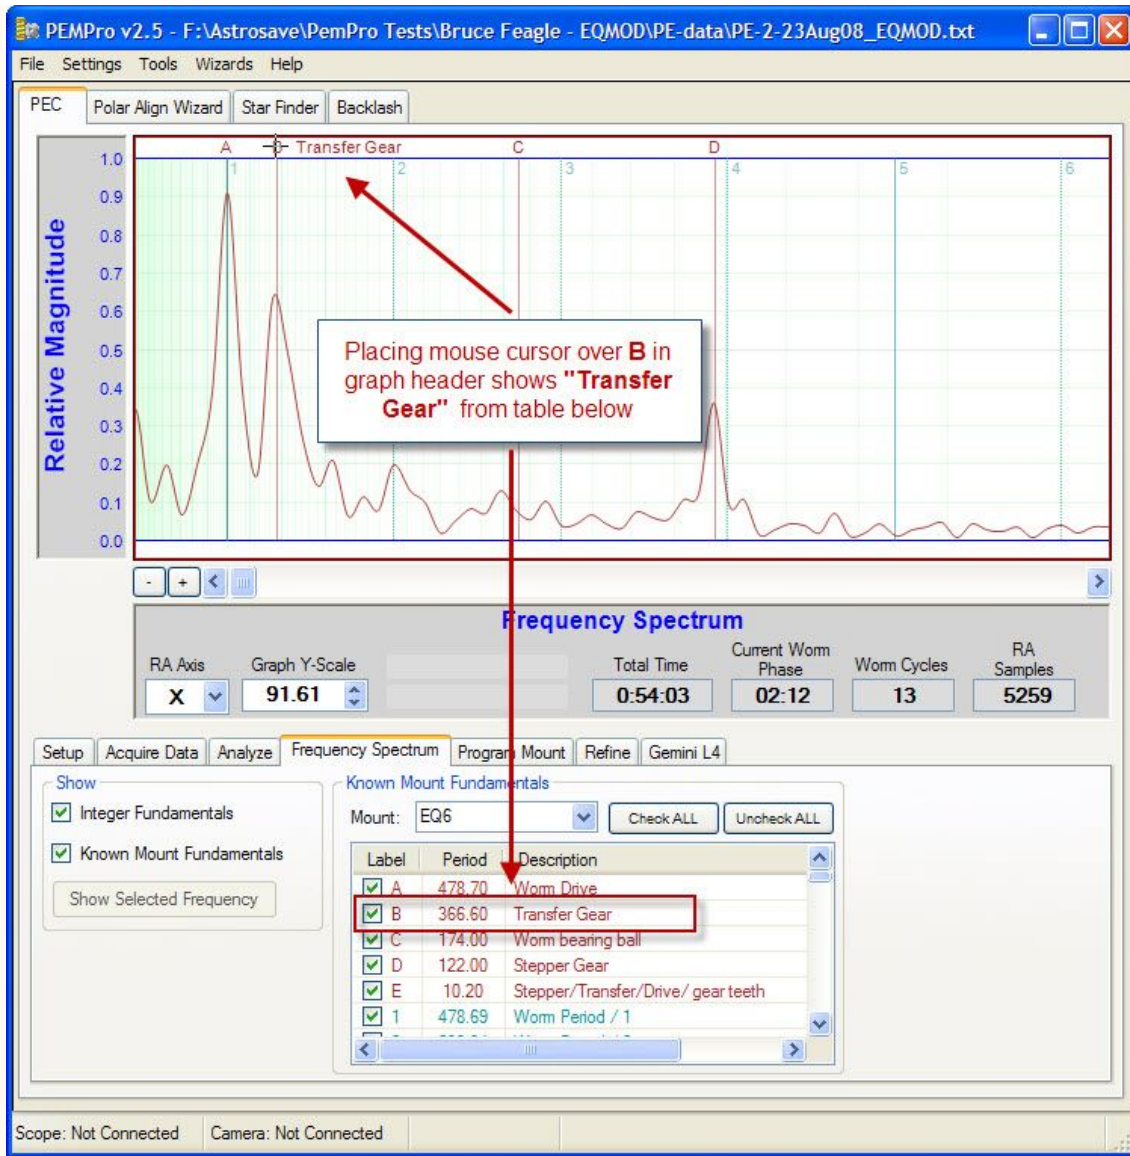 PEMPro v2.5 - F:\Astrosave\PemPro Tests\Bruce Feagle - EQMOD\PE-data\PE-2-23Aug08_EQMOD.txt
File Settings Tools Wizards Help
PEC Polar Align Wizard Star Finder Backlash
A Transfer Gear C D
1 2 3 4 5 6
1.0
0.9
0.8
0.7
0.6
0.5
0.4
0.3
0.2
0.1
0.0
Relative Magnitude
Placing mouse cursor over B in
graph header shows "Transfer
Gear" from table below
- +
Frequency Spectrum
RA Axis Graph Y-Scale Total Time Current Worm Phase Worm Cycles RA Samples
X 91.61 0:54:03 02:12 13 5259
Setup Acquire Data Analyze Frequency Spectrum Program Mount Refine Gemini L4
Show
Integer Fundamentals
Known Mount Fundamentals
Show Selected Frequency
Known Mount Fundamentals
Mount: EQ6 Check ALL Uncheck ALL
Label Period Description
A 478.70 Worm Drive
B 366.60 Transfer Gear
C 174.00 Worm bearing ball
D 122.00 Stepper Gear
E 10.20 Stepper/Transfer/Drive/ gear teeth
1 478.69 Worm Period / 1
Scope: Not Connected Camera: Not Connected